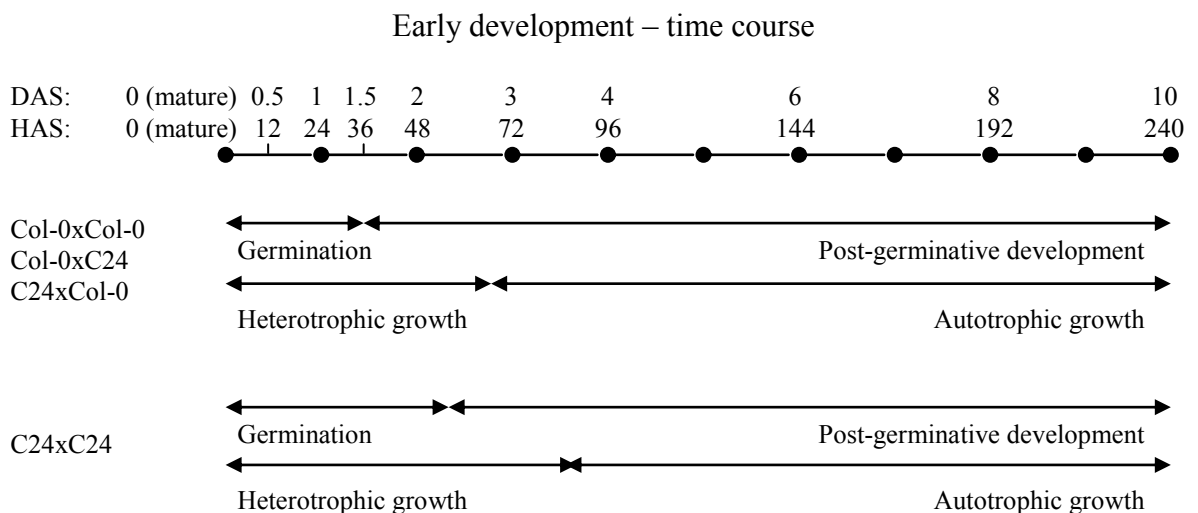 Early development – time course
DAS: 0 (mature) 0.5 1 1.5 2 3 4 6 8 10
HAS: 0 (mature) 12 24 36 48 72 96 144 192 240
Col-0xCol-0
Germination Post-germinative development
Col-0xC24
C24xCol-0
Heterotrophic growth Autotrophic growth
Germination Post-germinative development
C24xC24
Heterotrophic growth Autotrophic growth